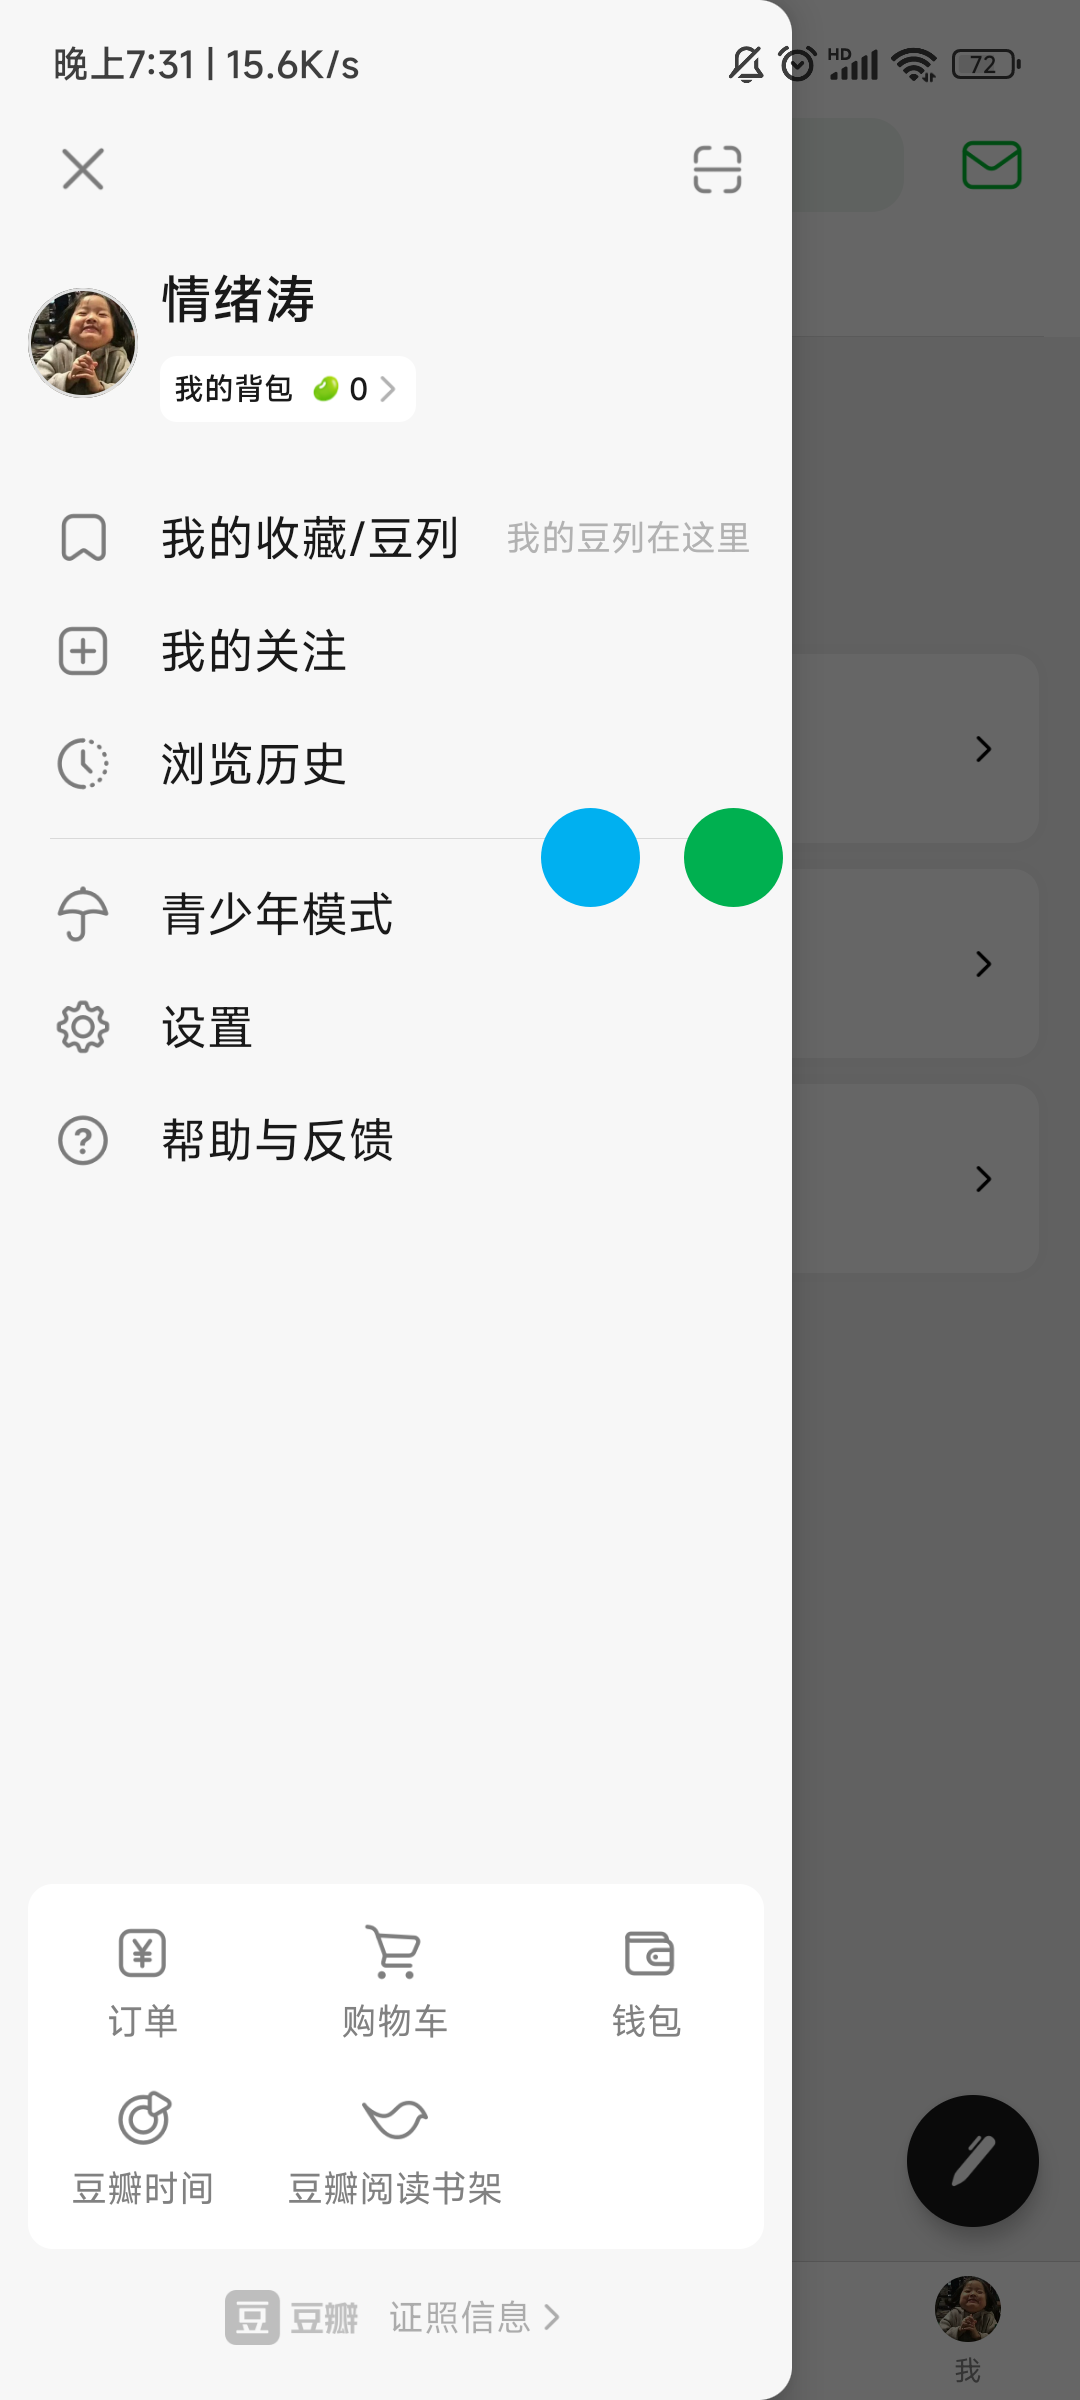 晚上7:31 | 15.6K/s
HD
72
情绪涛
我的背包 0
我的收藏/豆列 我的豆列在这里
我的关注
浏览历史
青少年模式
设置
帮助与反馈
订单 购物车 钱包
豆瓣时间 豆瓣阅读书架
豆 豆瓣 证照信息
我